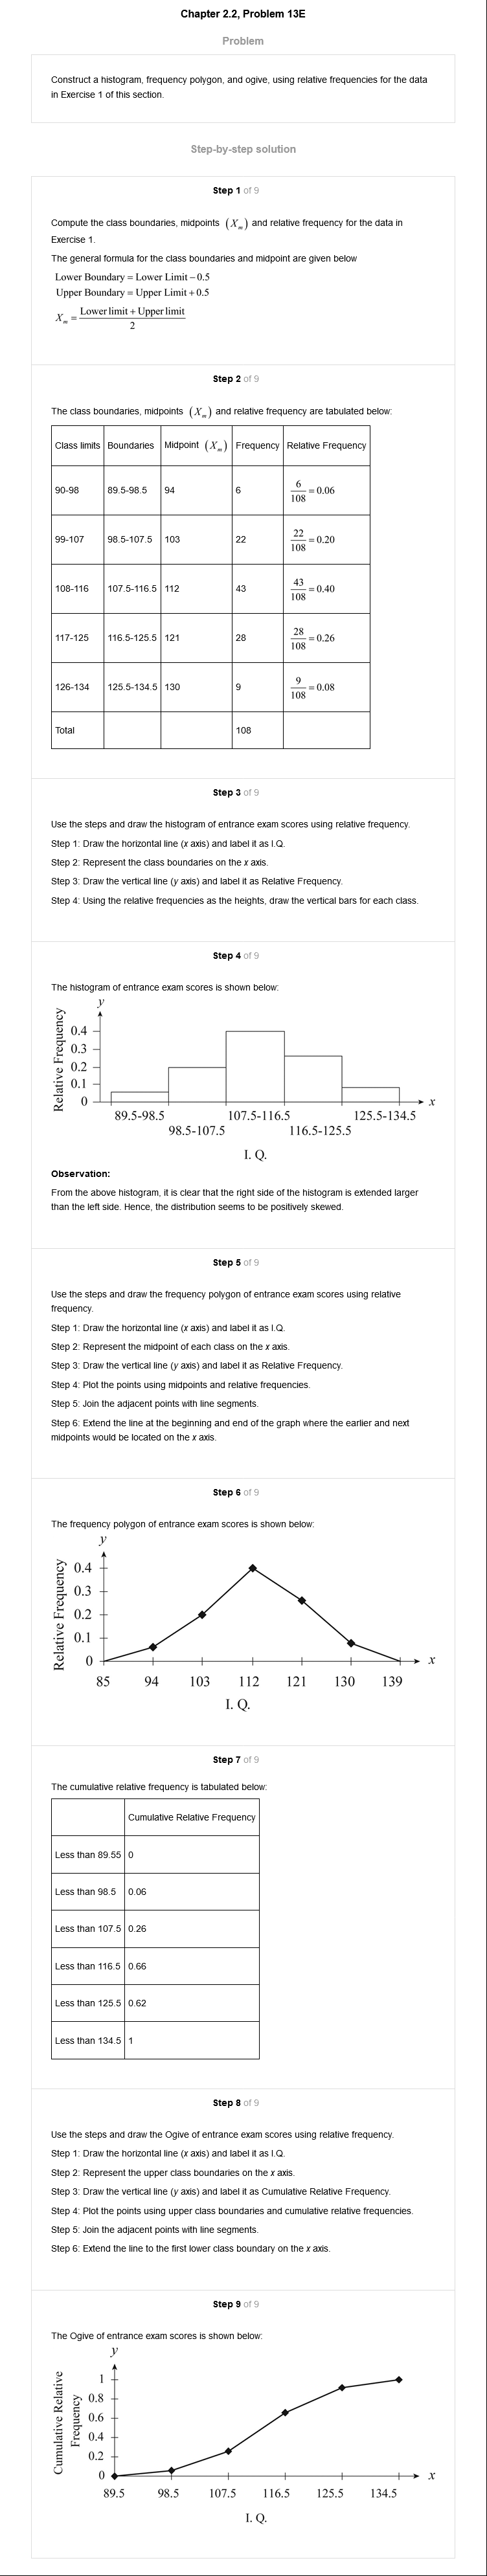 Chapter 2.2, Problem 13E
Problem
Construct a histogram, frequency polygon, and ogive, using relative frequencies for the data
in Exercise 1 of this section.
Step-by-step solution
Step 1 of 9
Compute the class boundaries, midpoints (Xm) and relative frequency for the data in
Exercise 1.
The general formula for the class boundaries and midpoint are given below
Lower Boundary = Lower Limit − 0.5
Upper Boundary = Upper Limit + 0.5
Xm = Lower limit + Upper limit / 2
Step 2 of 9
The class boundaries, midpoints (Xm) and relative frequency are tabulated below:
Class limits Boundaries Midpoint (Xm) Frequency Relative Frequency
90-98 89.5-98.5 94 6 6/108 = 0.06
99-107 98.5-107.5 103 22 22/108 = 0.20
108-116 107.5-116.5 112 43 43/108 = 0.40
117-125 116.5-125.5 121 28 28/108 = 0.26
126-134 125.5-134.5 130 9 9/108 = 0.08
Total 108
Step 3 of 9
Use the steps and draw the histogram of entrance exam scores using relative frequency.
Step 1: Draw the horizontal line (x axis) and label it as I.Q.
Step 2: Represent the class boundaries on the x axis.
Step 3: Draw the vertical line (y axis) and label it as Relative Frequency.
Step 4: Using the relative frequencies as the heights, draw the vertical bars for each class.
Step 4 of 9
The histogram of entrance exam scores is shown below:
y
Relative Frequency
0.4
0.3
0.2
0.1
0
x
89.5-98.5 107.5-116.5 125.5-134.5
98.5-107.5 116.5-125.5
I. Q.
Observation:
From the above histogram, it is clear that the right side of the histogram is extended larger
than the left side. Hence, the distribution seems to be positively skewed.
Step 5 of 9
Use the steps and draw the frequency polygon of entrance exam scores using relative
frequency.
Step 1: Draw the horizontal line (x axis) and label it as I.Q.
Step 2: Represent the midpoint of each class on the x axis.
Step 3: Draw the vertical line (y axis) and label it as Relative Frequency.
Step 4: Plot the points using midpoints and relative frequencies.
Step 5: Join the adjacent points with line segments.
Step 6: Extend the line at the beginning and end of the graph where the earlier and next
midpoints would be located on the x axis.
Step 6 of 9
The frequency polygon of entrance exam scores is shown below:
y
Relative Frequency
0.4
0.3
0.2
0.1
0
x
85 94 103 112 121 130 139
I. Q.
Step 7 of 9
The cumulative relative frequency is tabulated below:
Cumulative Relative Frequency
Less than 89.55 0
Less than 98.5 0.06
Less than 107.5 0.26
Less than 116.5 0.66
Less than 125.5 0.62
Less than 134.5 1
Step 8 of 9
Use the steps and draw the Ogive of entrance exam scores using relative frequency.
Step 1: Draw the horizontal line (x axis) and label it as I.Q.
Step 2: Represent the upper class boundaries on the x axis.
Step 3: Draw the vertical line (y axis) and label it as Cumulative Relative Frequency.
Step 4: Plot the points using upper class boundaries and cumulative relative frequencies.
Step 5: Join the adjacent points with line segments.
Step 6: Extend the line to the first lower class boundary on the x axis.
Step 9 of 9
The Ogive of entrance exam scores is shown below:
y
Cumulative Relative
Frequency
1
0.8
0.6
0.4
0.2
0
x
89.5 98.5 107.5 116.5 125.5 134.5
I. Q.